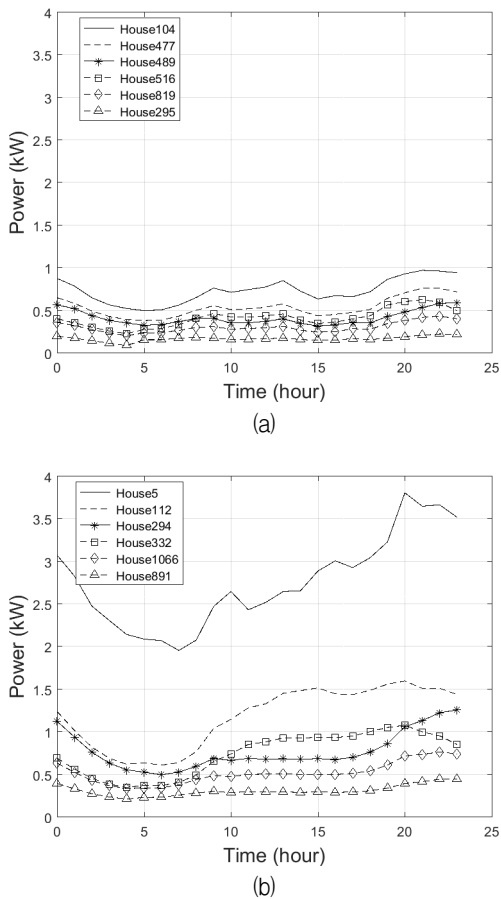 4
3.5
3
2.5
2
1.5
1
0.5
0
Power (kW)
House104
House477
House489
House516
House819
House295
0 5 10 15 20 25
Time (hour)
(a)
4
3.5
3
2.5
2
1.5
1
0.5
0
Power (kW)
House5
House112
House294
House332
House1066
House891
0 5 10 15 20 25
Time (hour)
(b)